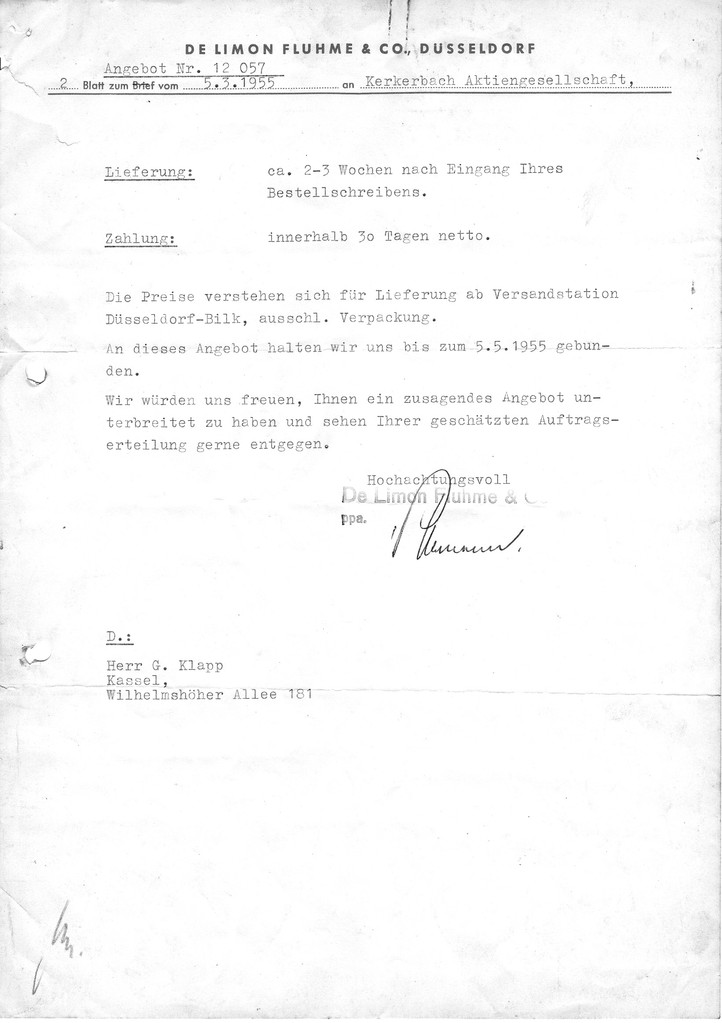 DE LIMON FLUHME & CO., DÜSSELDORF
Angebot Nr. 12 057
2 Blatt zum Brief vom 5.3.1955 an Kerkerbach Aktiengesellschaft,
Lieferung: ca. 2-3 Wochen nach Eingang Ihres
Bestellschreibens.
Zahlung: innerhalb 3o Tagen netto.
Die Preise verstehen sich für Lieferung ab Versandstation
Düsseldorf-Bilk, ausschl. Verpackung.
An dieses Angebot halten wir uns bis zum 5.5.1955 gebun-
den.
Wir würden uns freuen, Ihnen ein zusagendes Angebot un-
terbreitet zu haben und sehen Ihrer geschätzten Auftrags-
erteilung gerne entgegen.
Hochachtungsvoll
De Limon Fluhme & C
ppa.
D.:
Herr G. Klapp
Kassel,
Wilhelmshöher Allee 181